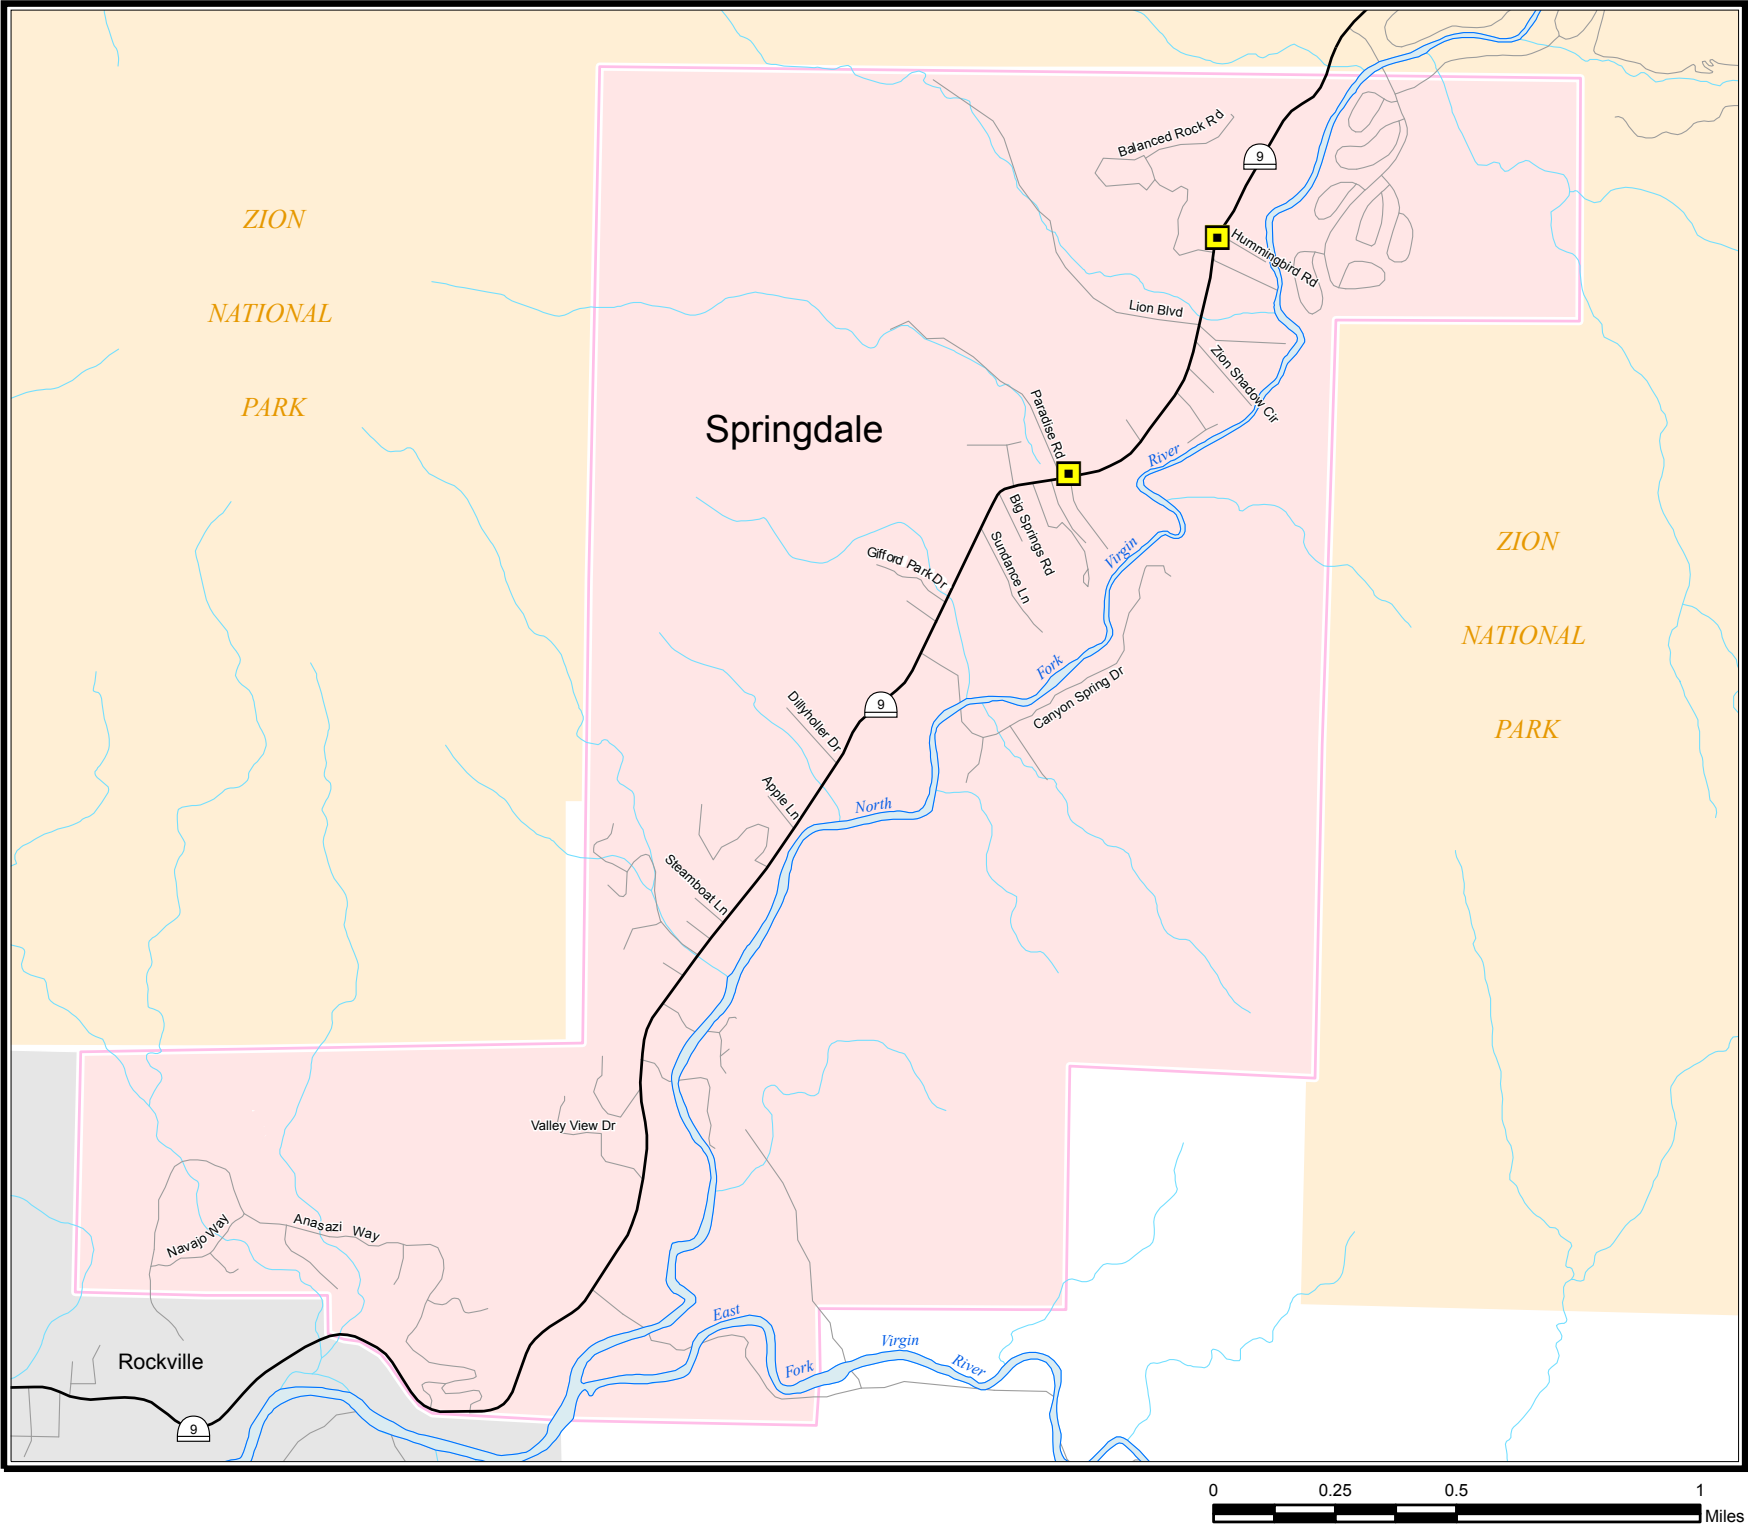 Balanced Rock Rd
9
ZION
NATIONAL
PARK
Hummingbird Rd
Lion Blvd
Zion Shadow Cir
Paradise Rd
Springdale
River
Big Springs Rd
Sundance Ln
Virgin
Gifford Park Dr
ZION
NATIONAL
PARK
Fork
Canyon Spring Dr
9
Dillyholler Dr
Apple Ln
North
Steamboat Ln
Valley View Dr
Navajo Way
Anasazi Way
East
Fork
Virgin
River
Rockville
9
0 0.25 0.5 1
Miles